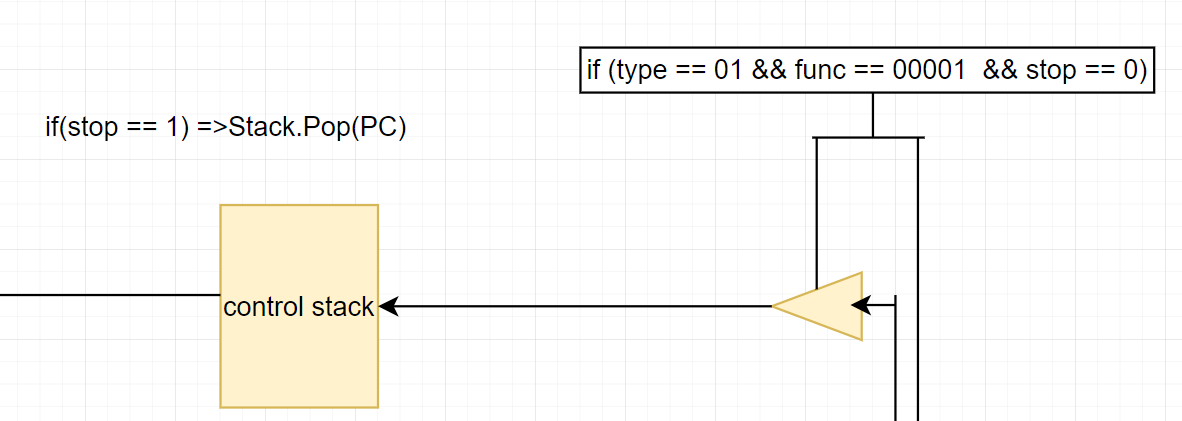 if (type == 01 && func == 00001  && stop == 0)
if(stop == 1) =>Stack.Pop(PC)
control stack